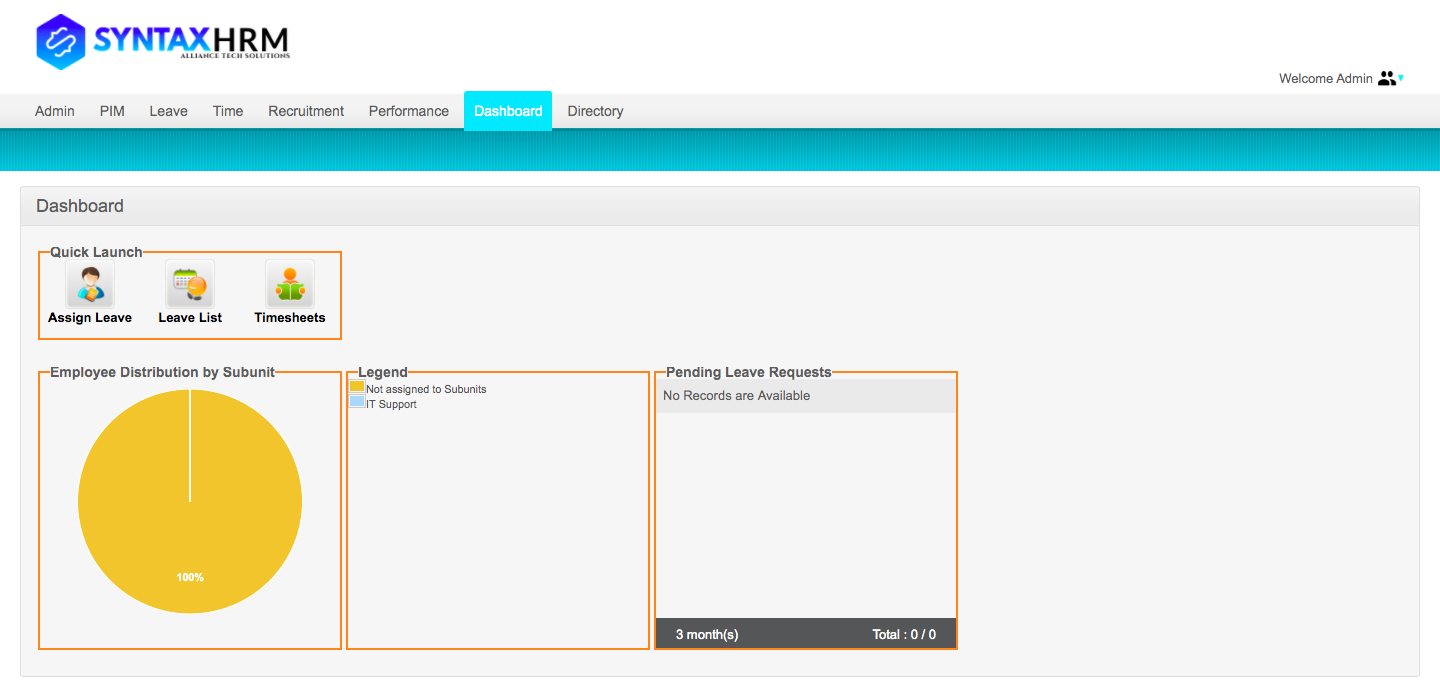 SYNTAXHRM
ALLIANCE TECH SOLUTIONS
Welcome Admin
Admin PIM Leave Time Recruitment Performance Dashboard Directory
Dashboard
Quick Launch
Assign Leave Leave List Timesheets
Employee Distribution by Subunit
100%
Legend
Not assigned to Subunits
IT Support
Pending Leave Requests
No Records are Available
3 month(s) Total : 0 / 0